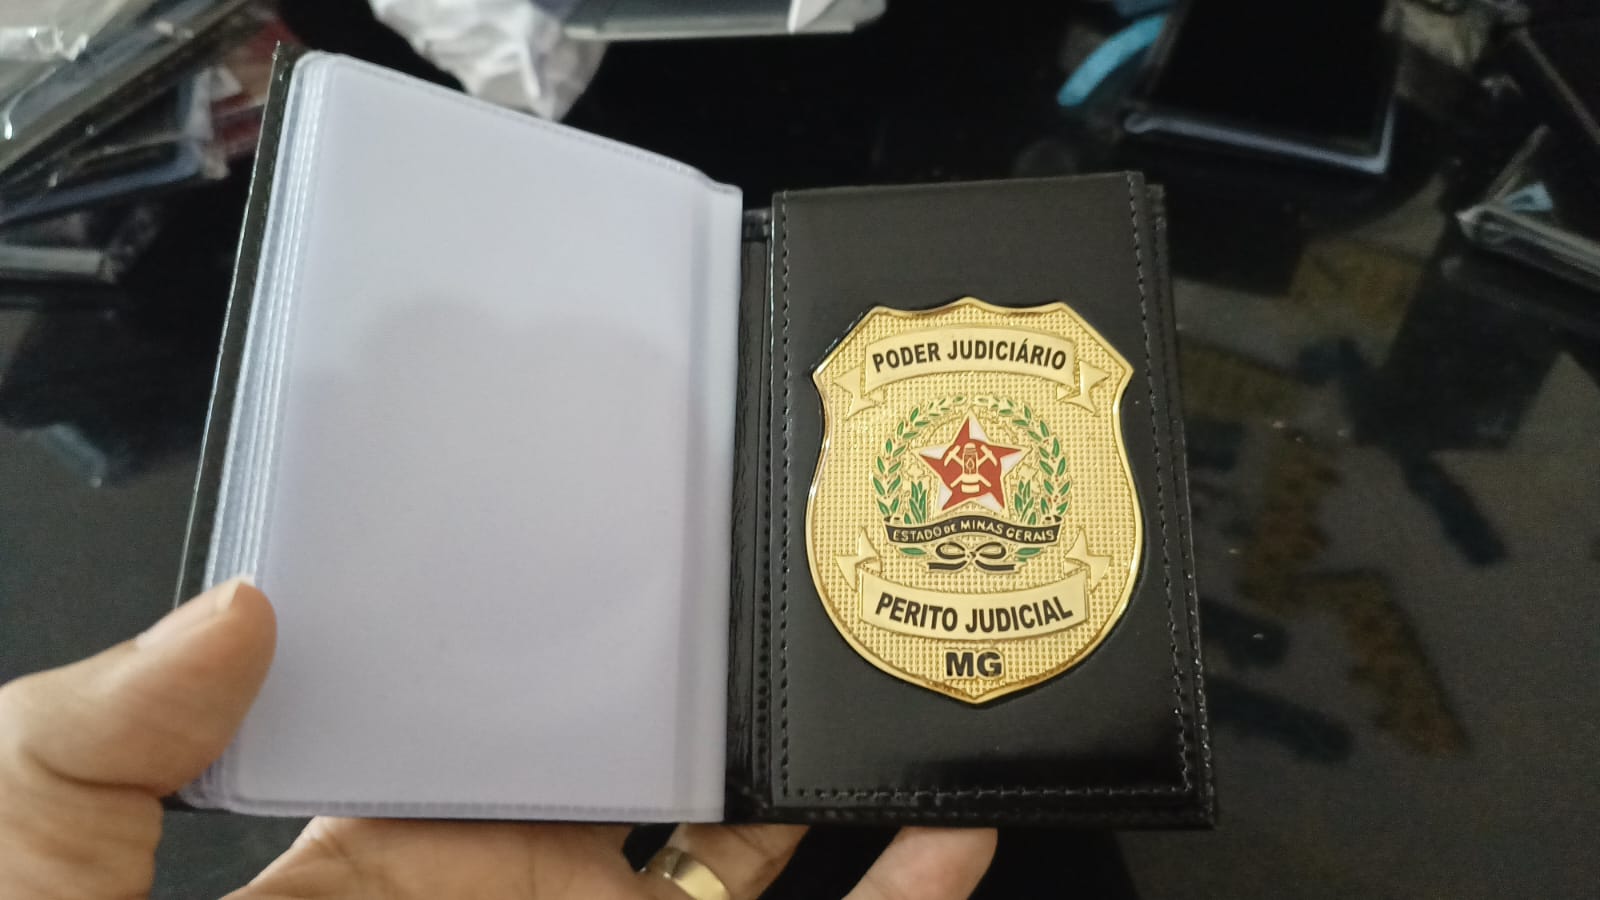 PODER JUDICIÁRIO
ESTADO DE MINAS GERAIS
PERITO JUDICIAL
MG